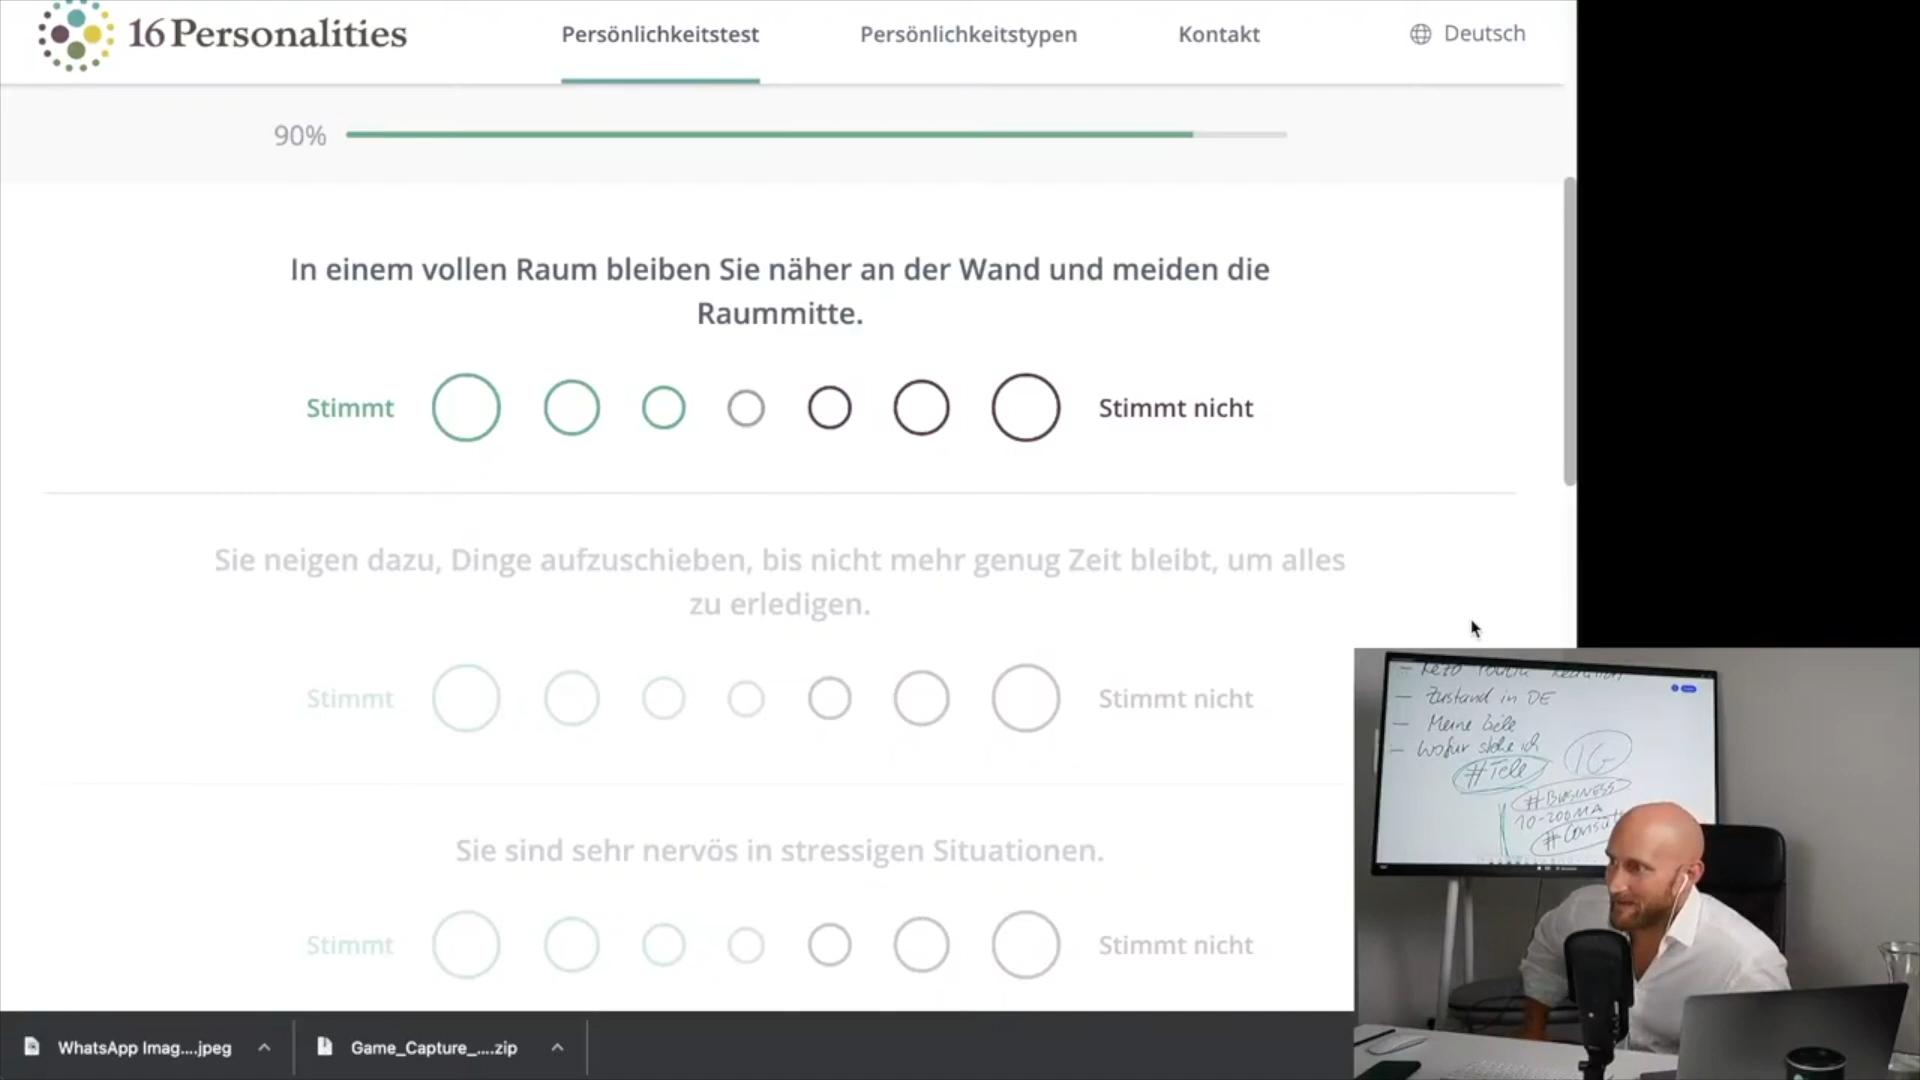 16Personalities
Persönlichkeitstest
Persönlichkeitstypen
Kontakt
Deutsch
90%
In einem vollen Raum bleiben Sie näher an der Wand und meiden die
Raummitte.
Stimmt
Stimmt nicht
Sie neigen dazu, Dinge aufzuschieben, bis nicht mehr genug Zeit bleibt, um alles
zu erledigen.
Stimmt
Stimmt nicht
Sie sind sehr nervös in stressigen Situationen.
Stimmt
Stimmt nicht
— Zustand in DE
— Meine Ziele
— Wofür stehe ich
#Tele
IG
#BUSINESS
10-200MA
WhatsApp Imag....jpeg
Game_Capture_....zip